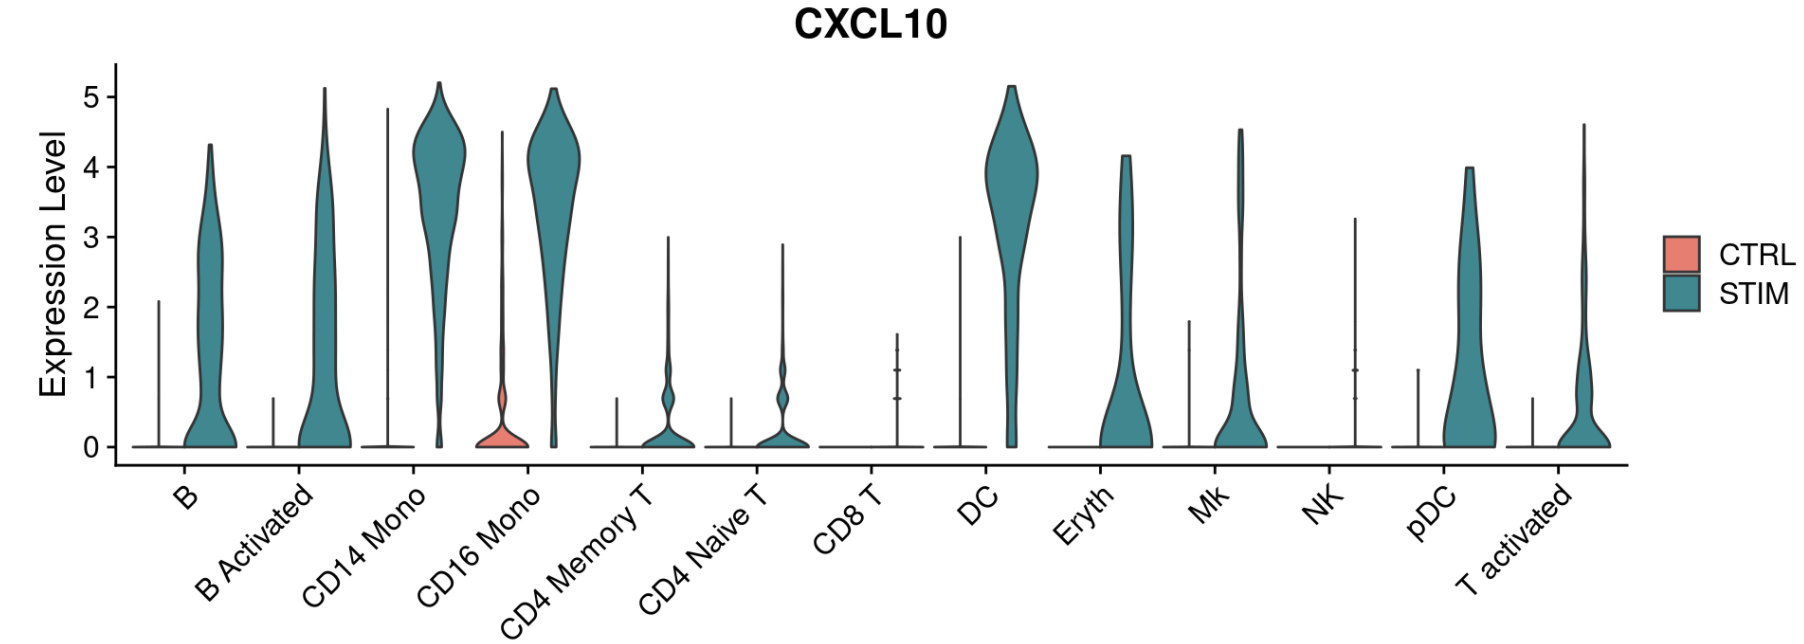 CXCL10
Expression Level
5
4
3
2
1
0
B
B Activated
CD14 Mono
CD16 Mono
CD4 Memory T
CD4 Naive T
CD8 T
DC
Eryth
Mk
NK
pDC
T activated
CTRL
STIM